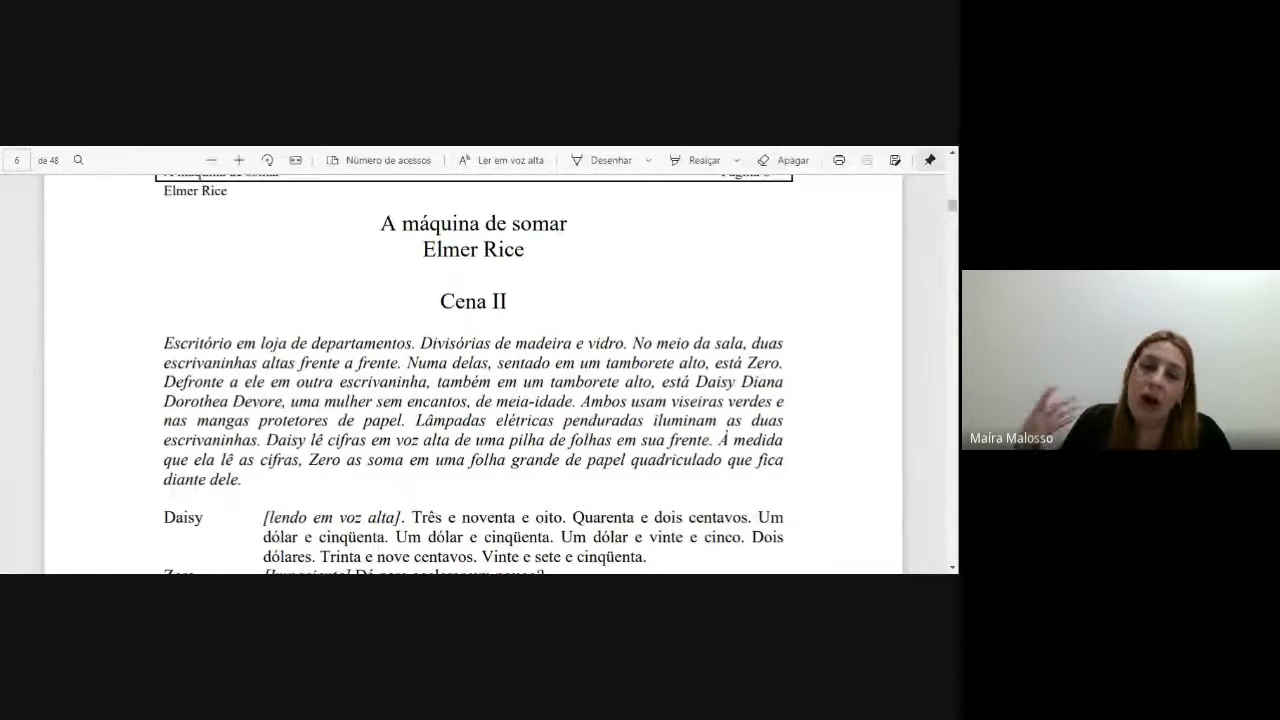 6 de 48 Número de acessos Ler em voz alta Desenhar Realçar Apagar
Elmer Rice
A máquina de somar
Elmer Rice
Cena II
Escritório em loja de departamentos. Divisórias de madeira e vidro. No meio da sala, duas
escrivaninhas altas frente a frente. Numa delas, sentado em um tamborete alto, está Zero.
Defronte a ele em outra escrivaninha, também em um tamborete alto, está Daisy Diana
Dorothea Devore, uma mulher sem encantos, de meia-idade. Ambos usam viseiras verdes e
nas mangas protetores de papel. Lâmpadas elétricas penduradas iluminam as duas
escrivaninhas. Daisy lê cifras em voz alta de uma pilha de folhas em sua frente. À medida
que ela lê as cifras, Zero as soma em uma folha grande de papel quadriculado que fica
diante dele.
Daisy [lendo em voz alta]. Três e noventa e oito. Quarenta e dois centavos. Um
dólar e cinqüenta. Um dólar e cinqüenta. Um dólar e vinte e cinco. Dois
dólares. Trinta e nove centavos. Vinte e sete e cinqüenta.
Maíra Malosso